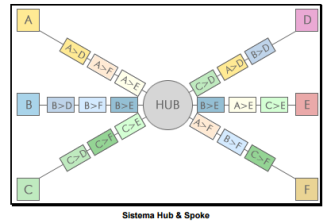 A
D
A>D
A>F
A>E
C>D
A>D
B>D
B
B>D
B>F
B>E
HUB
B>E
A>E
C>E
E
C>D
C>F
C>E
A>F
B>F
C>F
C
F
Sistema Hub & Spoke